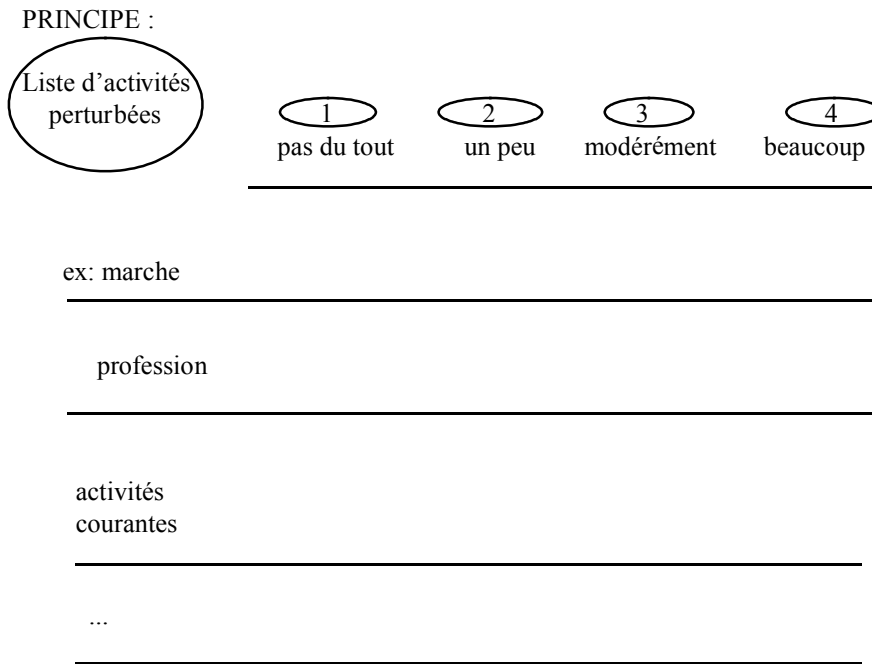 PRINCIPE :
Liste d’activités
perturbées
1 2 3 4
pas du tout un peu modérément beaucoup
ex: marche
profession
activités
courantes
...